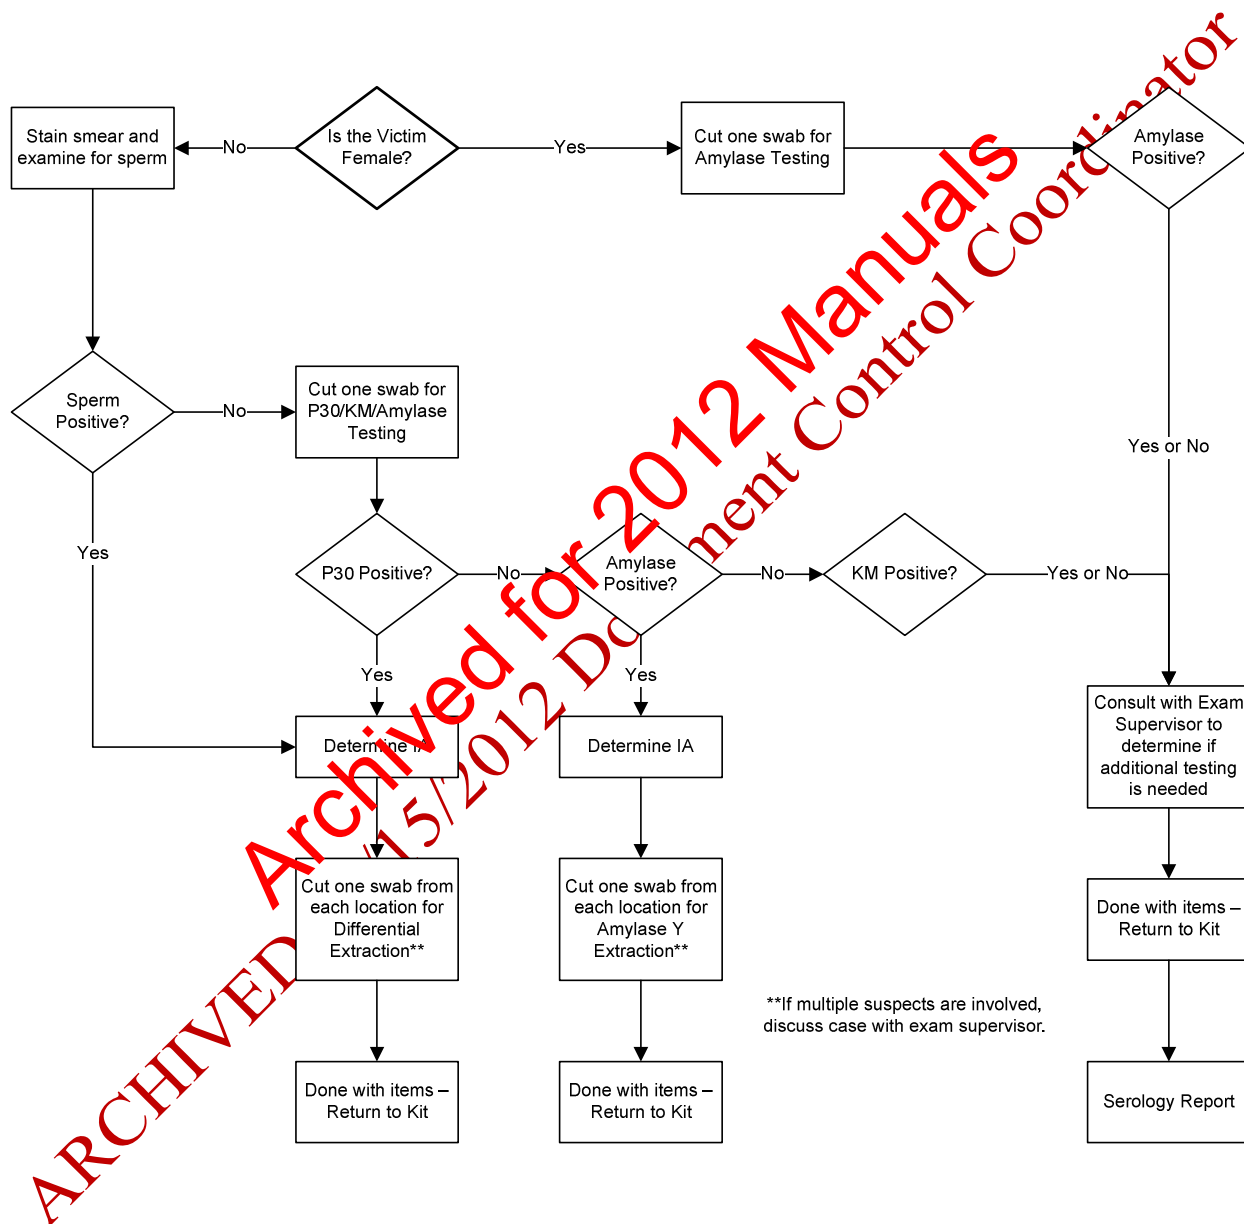 Stain smear and
examine for sperm
No
Is the Victim
Female?
Yes
Cut one swab for
Amylase Testing
Amylase
Positive?
Sperm
Positive?
No
Cut one swab for
P30/KM/Amylase
Testing
Yes or No
Yes
P30 Positive?
No
Amylase
Positive?
No
KM Positive?
Yes or No
Yes
Yes
Determine IA
Determine IA
Consult with Exam
Supervisor to
determine if
additional testing
is needed
Cut one swab from
each location for
Differential
Extraction**
Cut one swab from
each location for
Amylase Y
Extraction**
Done with items –
Return to Kit
**If multiple suspects are involved,
discuss case with exam supervisor.
Done with items –
Return to Kit
Done with items –
Return to Kit
Serology Report
Archived for 2012 Manuals
ARCHIVED /15/2012 ment Control Coordinator